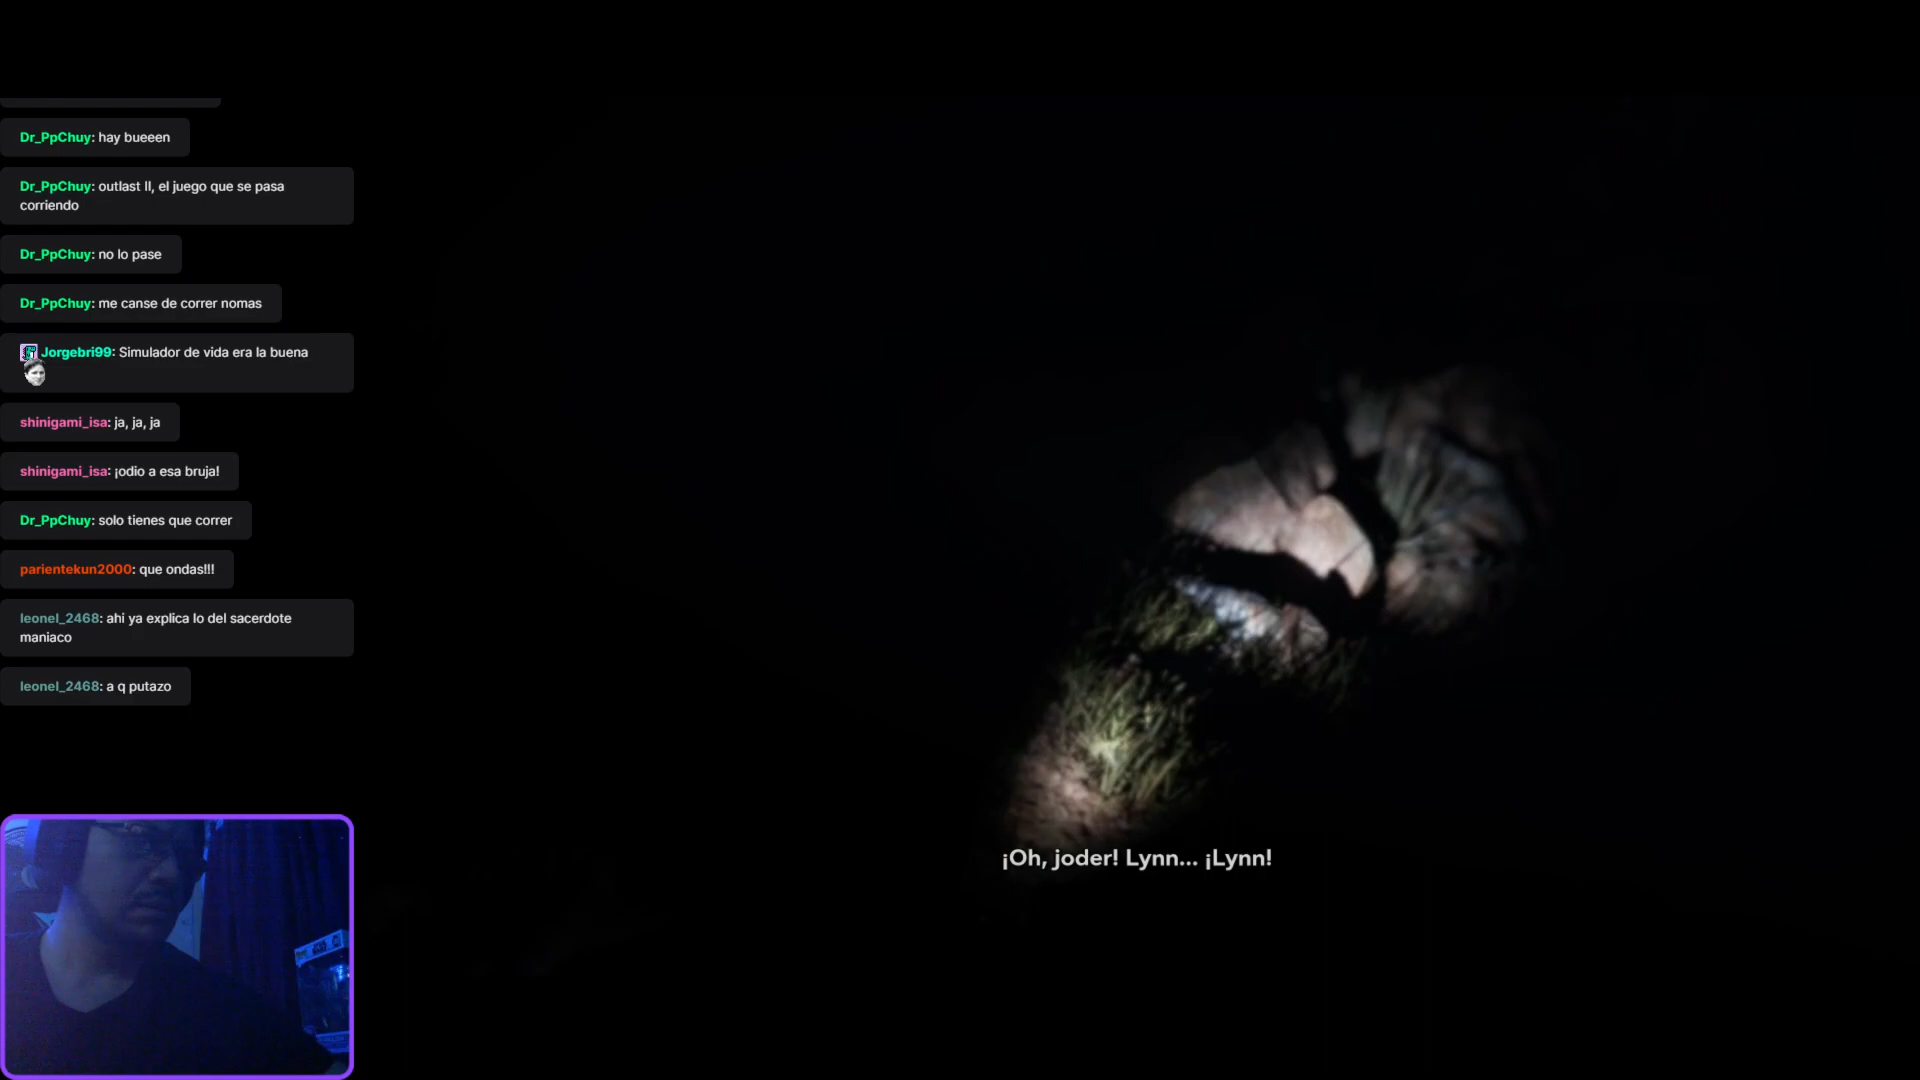 Dr_PpChuy: hay bueeen
Dr_PpChuy: outlast II, el juego que se pasa
corriendo
Dr_PpChuy: no lo pase
Dr_PpChuy: me canse de correr nomas
Jorgebri99: Simulador de vida era la buena
shinigami_isa: ja, ja, ja
shinigami_isa: ¡odio a esa bruja!
Dr_PpChuy: solo tienes que correr
parientekun2000: que ondas!!!
leonel_2468: ahi ya explica lo del sacerdote
maniaco
leonel_2468: a q putazo
¡Oh, joder! Lynn... ¡Lynn!